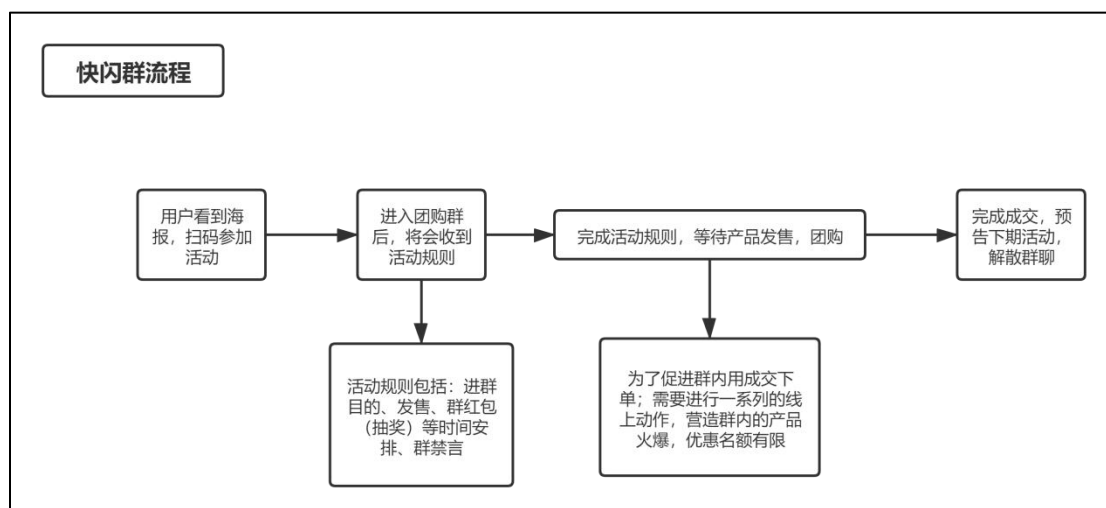 快闪群流程
用户看到海
报，扫码参加
活动
进入团购群
后，将会收到
活动规则
完成活动规则，等待产品发售，团购
完成成交，预
告下期活动，
解散群聊
活动规则包括：进群
目的、发售、群红包
（抽奖）等时间安
排、群禁言
为了促进群内用成交下
单；需要进行一系列的线
上动作，营造群内的产品
火爆，优惠名额有限